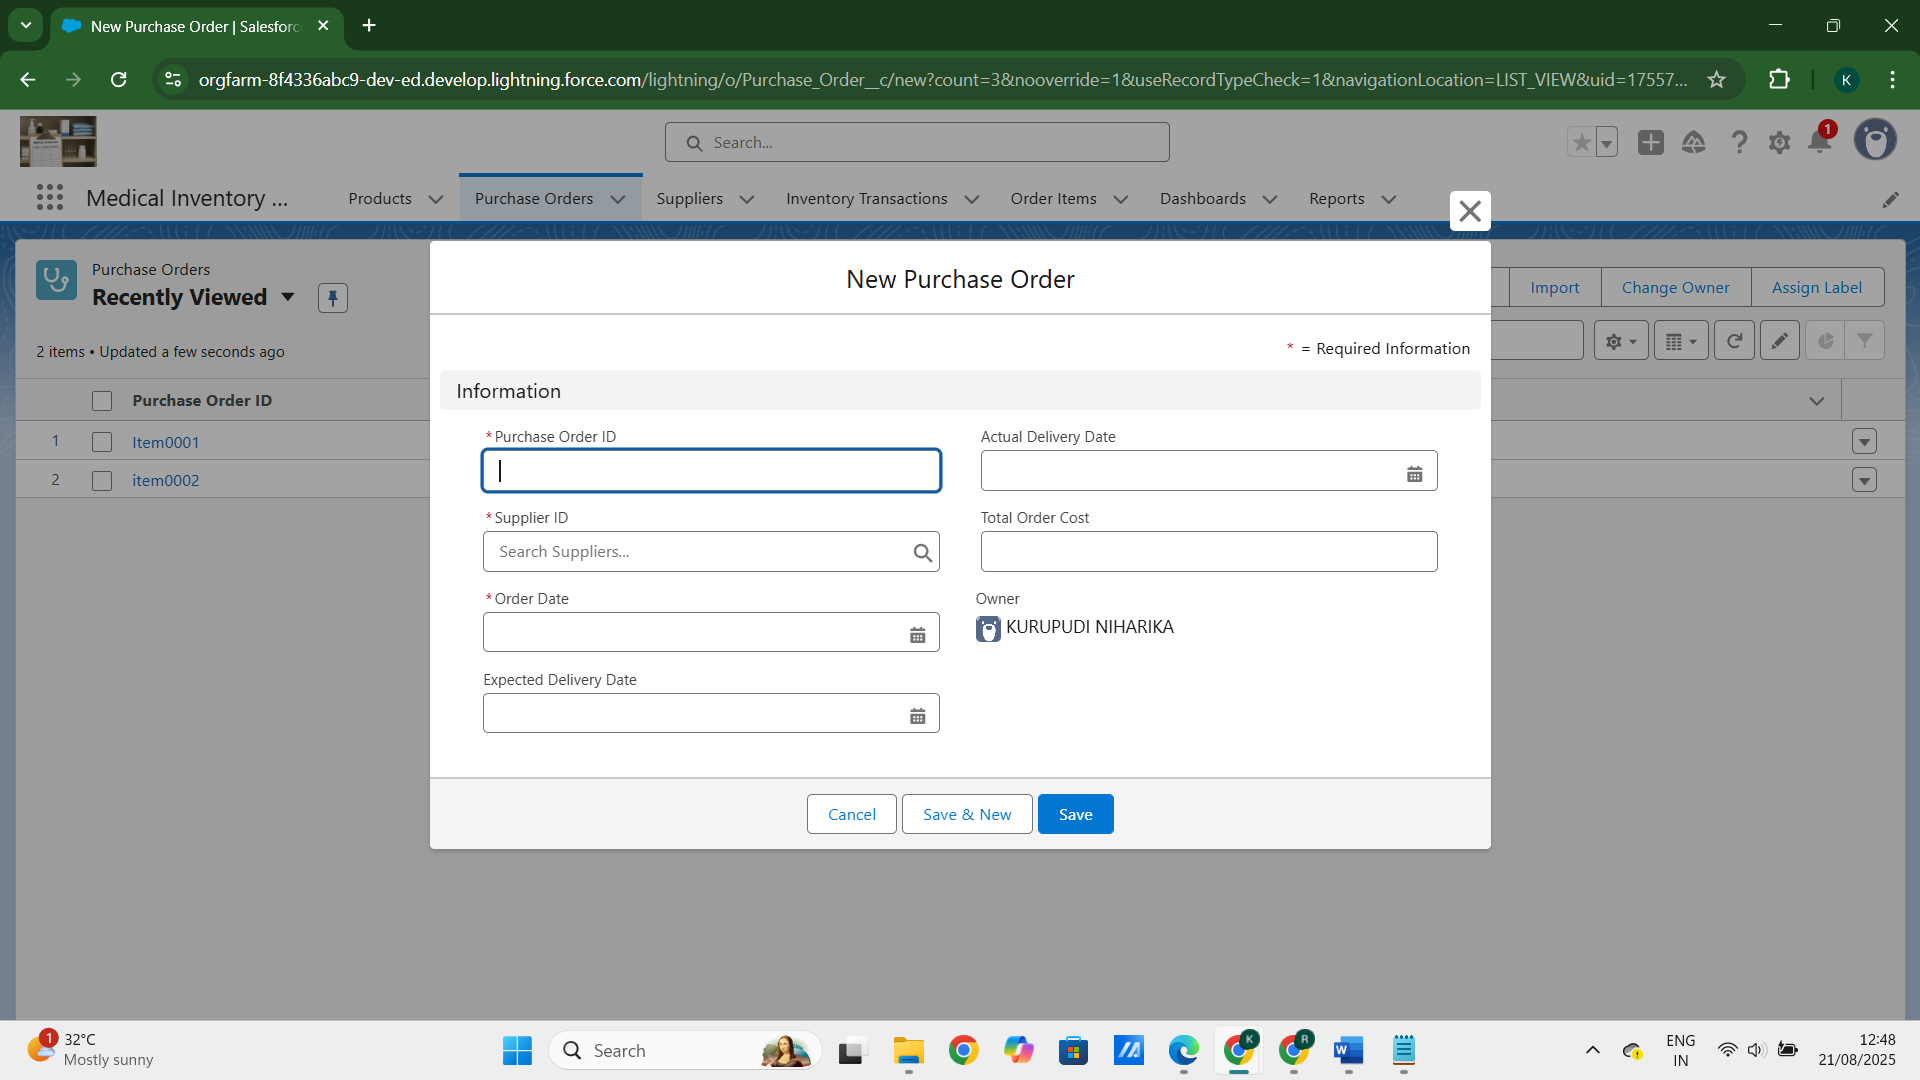 New Purchase Order | Salesforc
orgfarm-8f4336abc9-dev-ed.develop.lightning.force.com/lightning/o/Purchase_Order__c/new?count=3&nooverride=1&useRecordTypeCheck=1&navigationLocation=LIST_VIEW&uid=17557...
K
Search...
1
Medical Inventory ...
Products
Purchase Orders
Suppliers
Inventory Transactions
Order Items
Dashboards
Reports
Purchase Orders
Recently Viewed
Import
Change Owner
Assign Label
2 items • Updated a few seconds ago
Purchase Order ID
1
Item0001
2
item0002
New Purchase Order
* = Required Information
Information
*Purchase Order ID
Actual Delivery Date
*Supplier ID
Search Suppliers...
Total Order Cost
*Order Date
Owner
KURUPUDI NIHARIKA
Expected Delivery Date
Cancel
Save & New
Save
1
32°C
Mostly sunny
Search
K
R
W
ENG
IN
12:48
21/08/2025